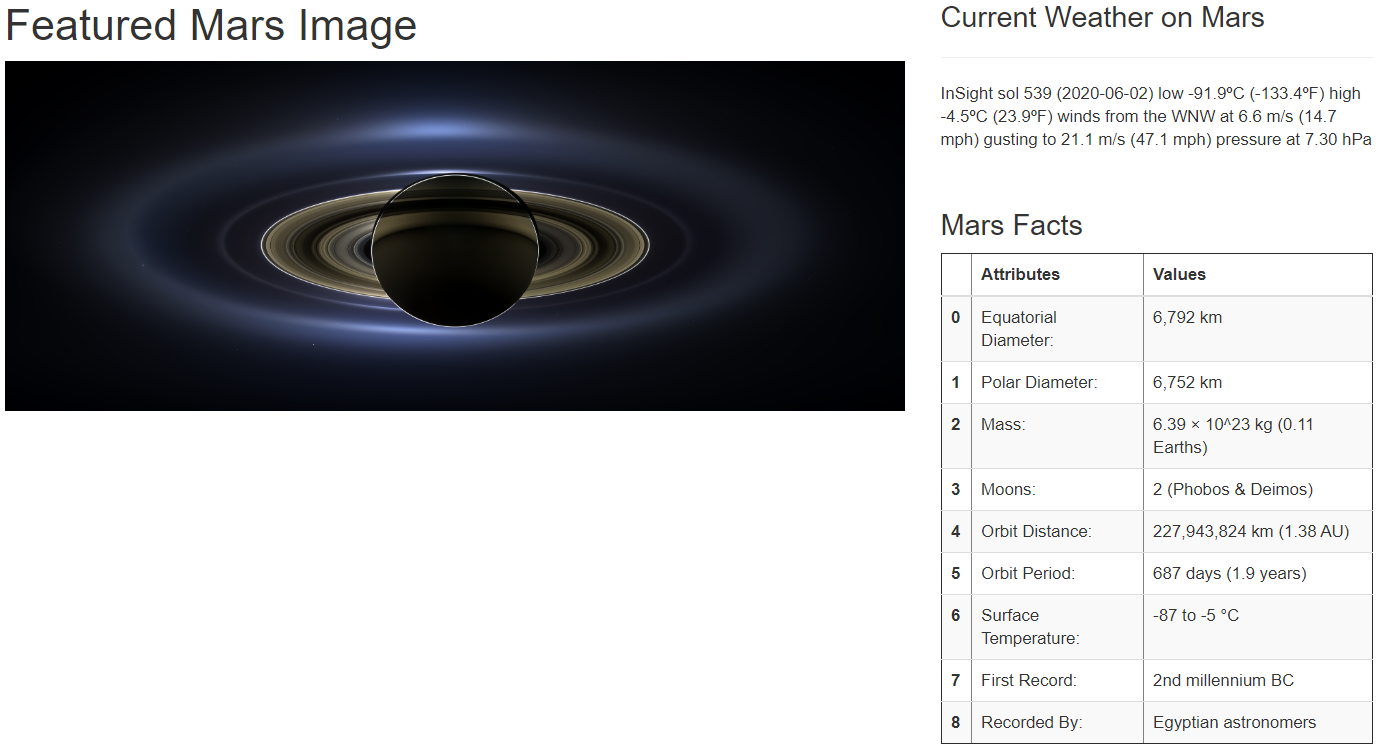 Featured Mars Image
Current Weather on Mars
InSight sol 539 (2020-06-02) low -91.9ºC (-133.4ºF) high
-4.5ºC (23.9ºF) winds from the WNW at 6.6 m/s (14.7
mph) gusting to 21.1 m/s (47.1 mph) pressure at 7.30 hPa
Mars Facts
Attributes Values
0 Equatorial Diameter: 6,792 km
1 Polar Diameter: 6,752 km
2 Mass: 6.39 × 10^23 kg (0.11 Earths)
3 Moons: 2 (Phobos & Deimos)
4 Orbit Distance: 227,943,824 km (1.38 AU)
5 Orbit Period: 687 days (1.9 years)
6 Surface Temperature: -87 to -5 °C
7 First Record: 2nd millennium BC
8 Recorded By: Egyptian astronomers